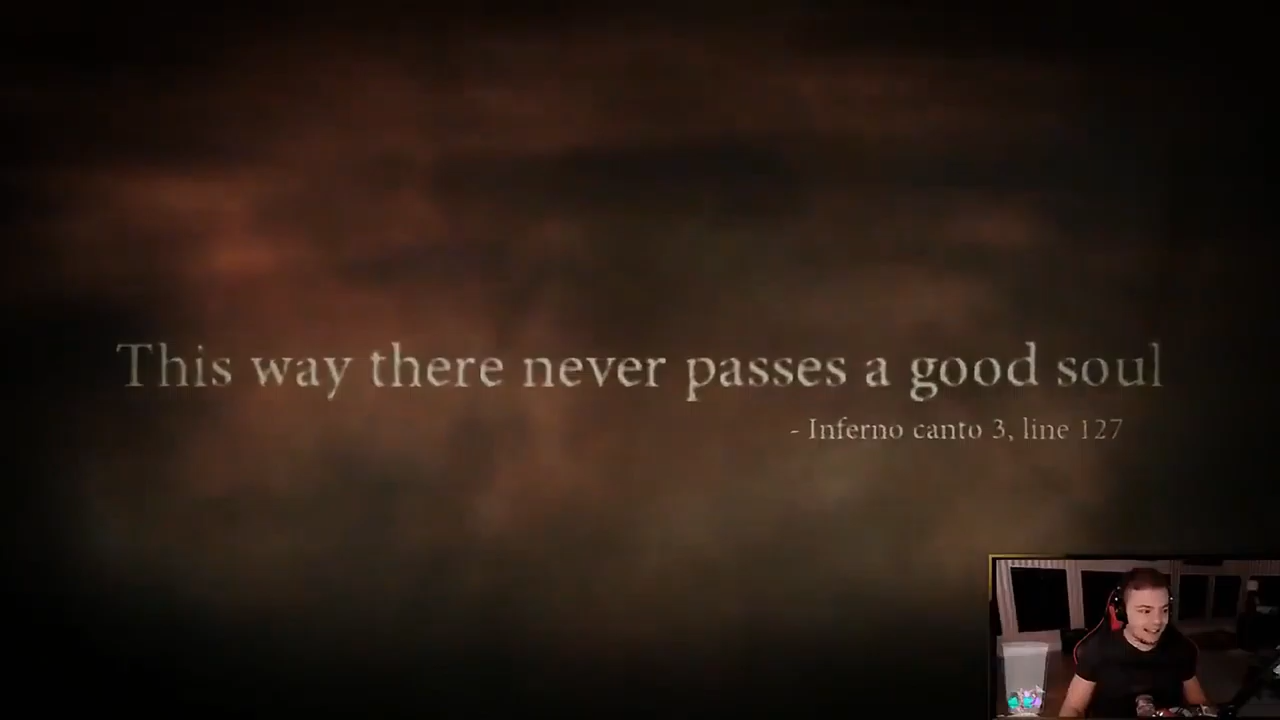 This way there never passes a good soul
- Inferno canto 3, line 127